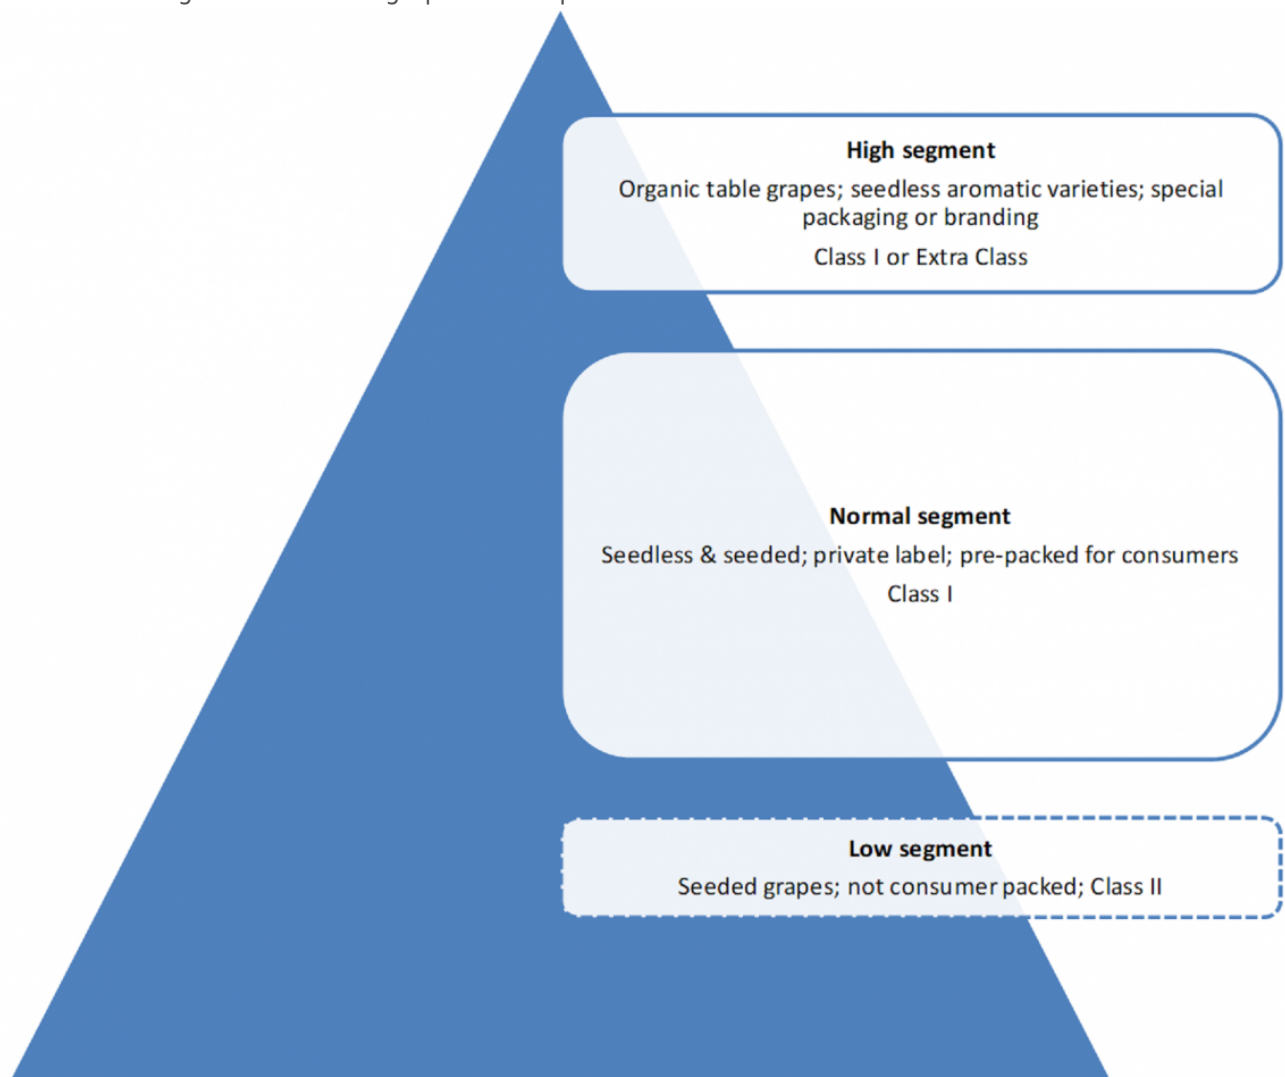 High segment
Organic table grapes; seedless aromatic varieties; special
packaging or branding
Class I or Extra Class
Normal segment
Seedless & seeded; private label; pre-packed for consumers
Class I
Low segment
Seeded grapes; not consumer packed; Class II